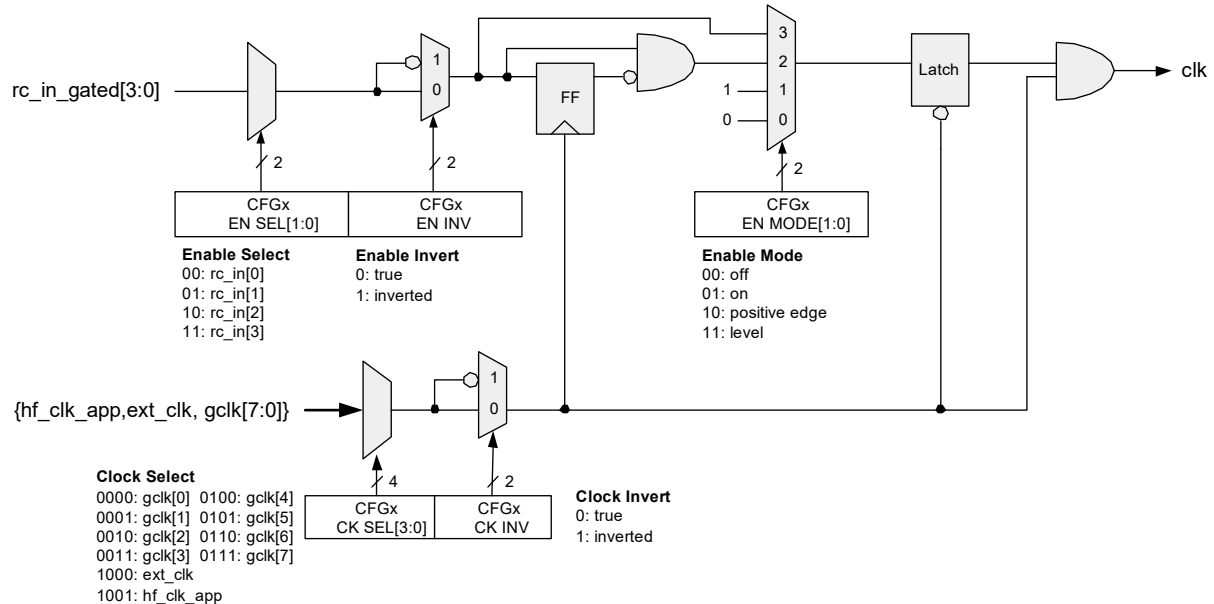 3
2
1
0
1
0
rc_in_gated[3:0]
1
0
FF
Latch
clk
2
2
2
CFGx
EN SEL[1:0]
CFGx
EN INV
CFGx
EN MODE[1:0]
Enable Select
00: rc_in[0]
01: rc_in[1]
10: rc_in[2]
11: rc_in[3]
Enable Invert
0: true
1: inverted
Enable Mode
00: off
01: on
10: positive edge
11: level
{hf_clk_app,ext_clk, gclk[7:0]}
1
0
4
2
CFGx
CK SEL[3:0]
CFGx
CK INV
Clock Select
0000: gclk[0] 0100: gclk[4]
0001: gclk[1] 0101: gclk[5]
0010: gclk[2] 0110: gclk[6]
0011: gclk[3] 0111: gclk[7]
1000: ext_clk
1001: hf_clk_app
Clock Invert
0: true
1: inverted